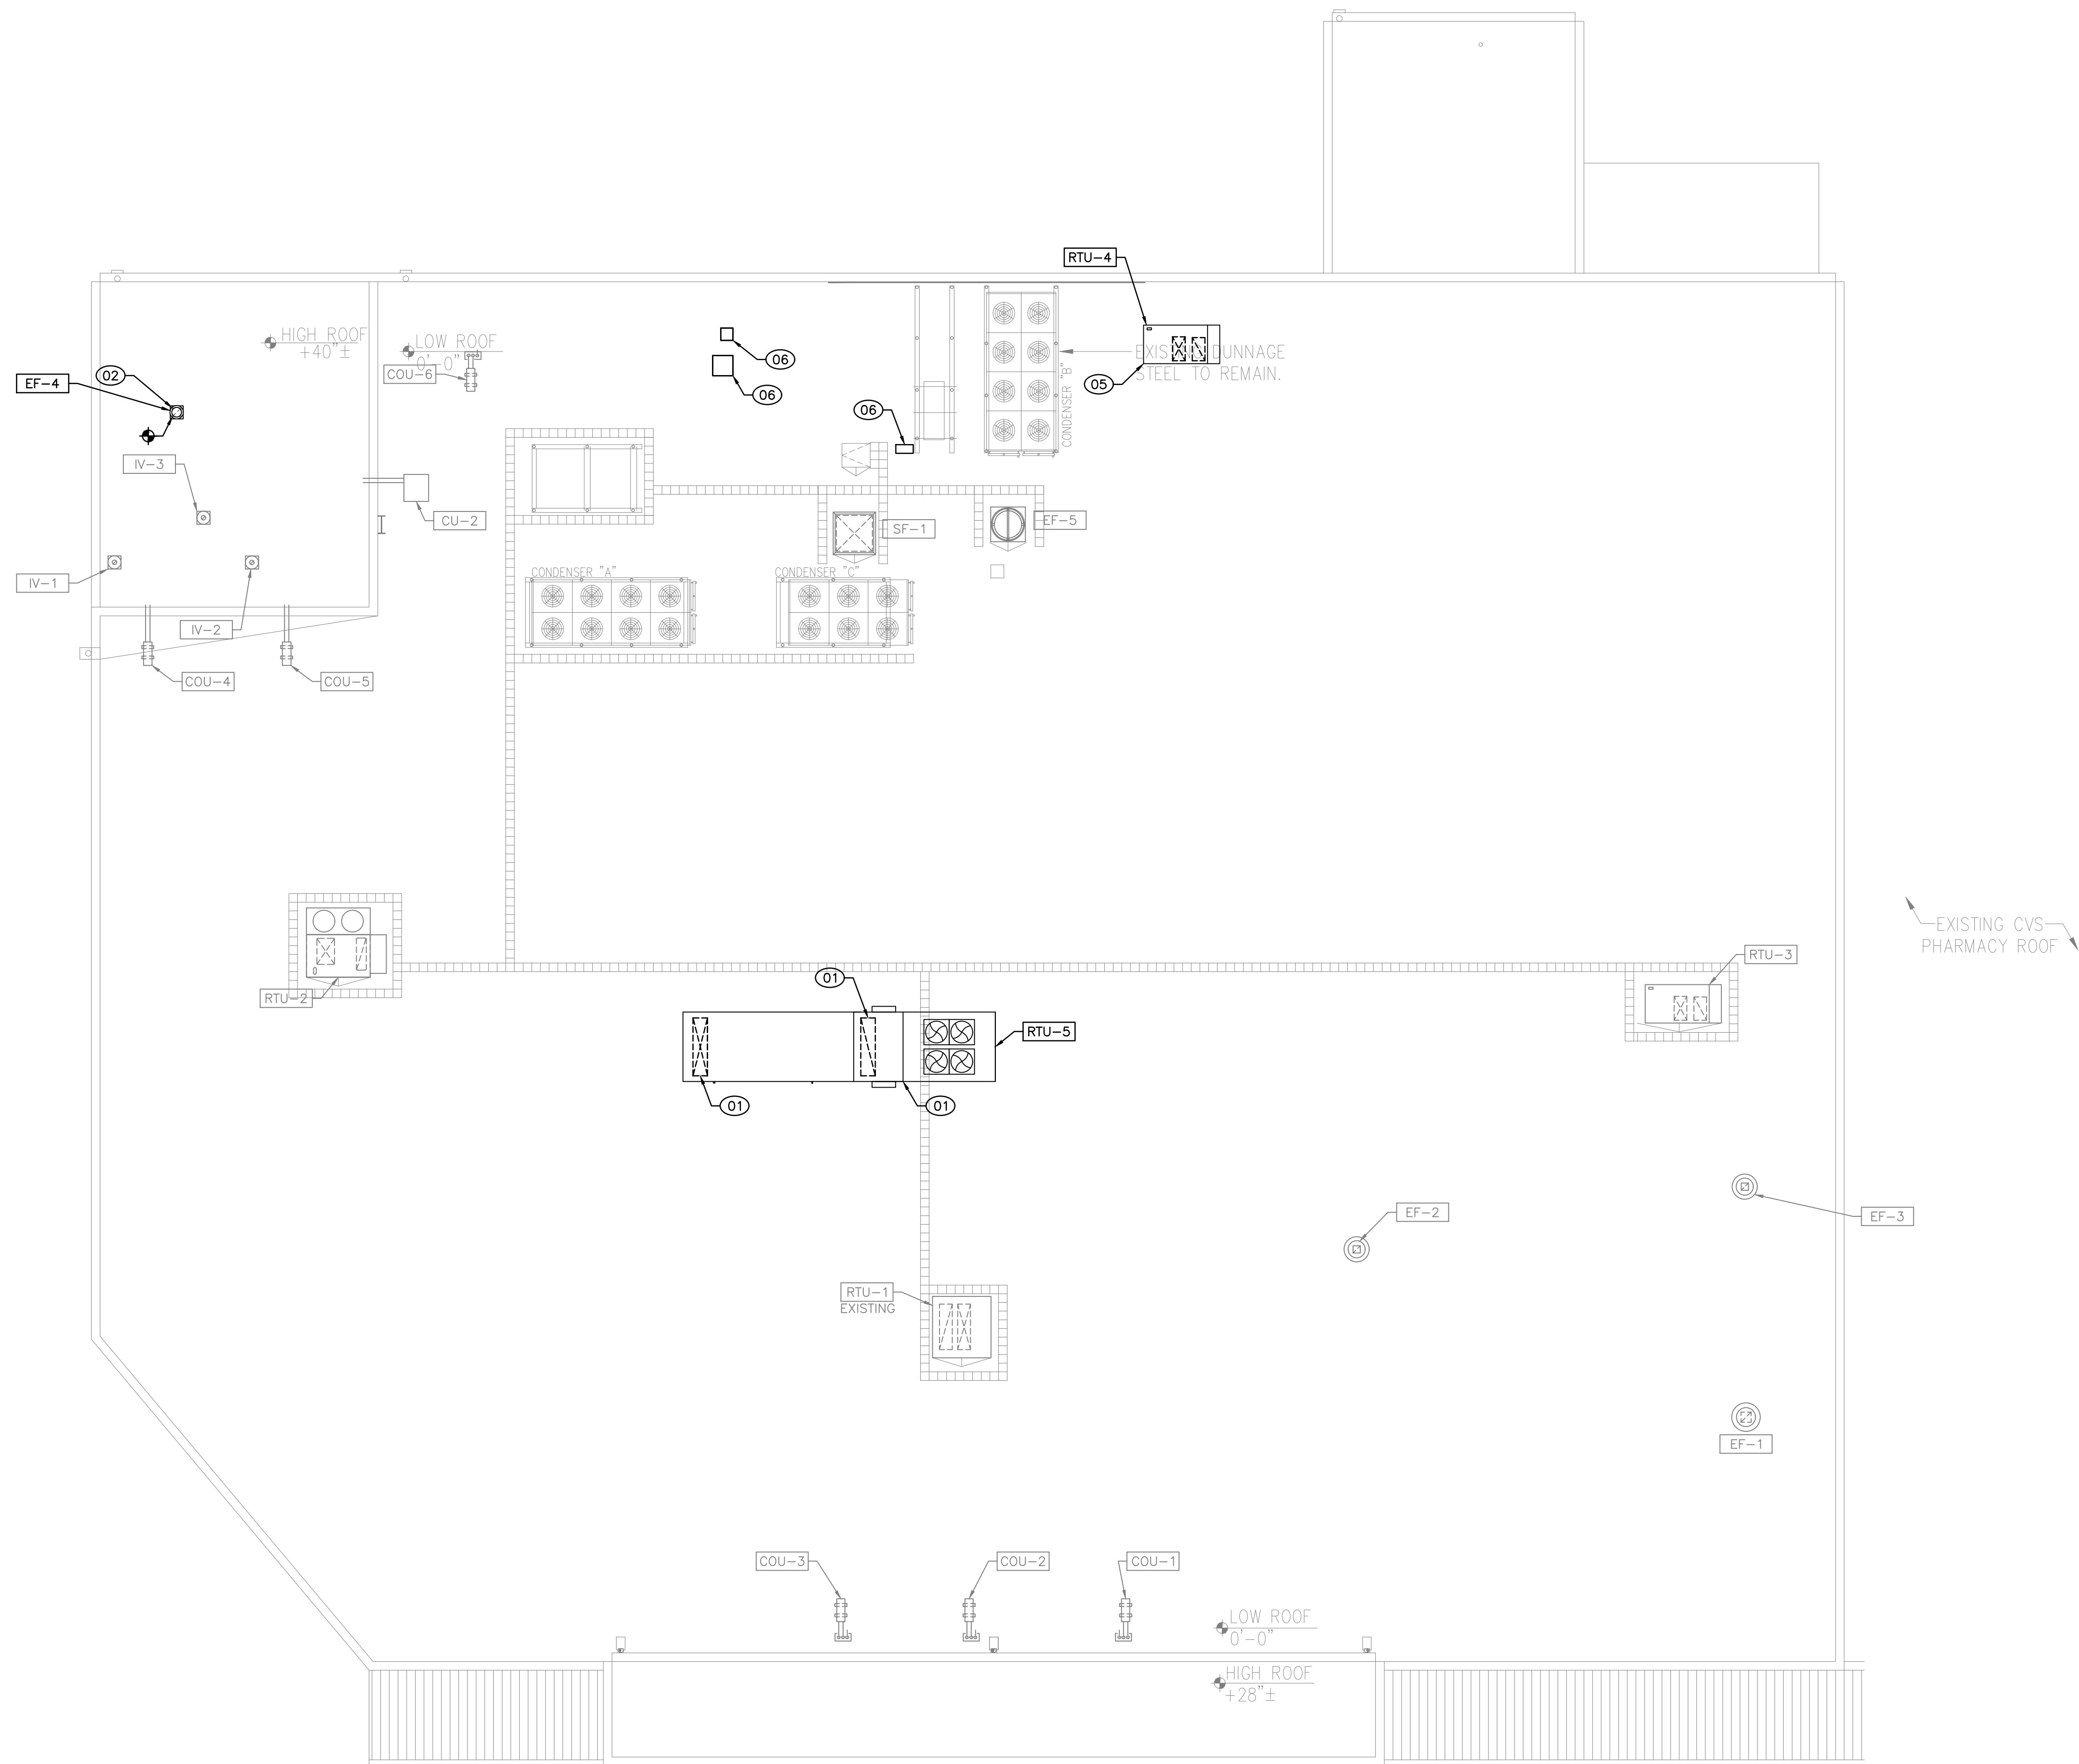 RTU-4
HIGH ROOF
+40"±
LOW ROOF
0'-0"
COU-6
EXISTING DUNNAGE
STEEL TO REMAIN.
CONDENSER "B"
06
06
06
05
02
EF-4
IV-3
CU-2
SF-1
EF-5
IV-1
IV-2
CONDENSER "A"
CONDENSER "C"
COU-4
COU-5
EXISTING CVS
PHARMACY ROOF
RTU-2
RTU-3
01
RTU-5
01
01
EF-2
EF-3
RTU-1
EXISTING
EF-1
COU-3
COU-2
COU-1
LOW ROOF
0'-0"
HIGH ROOF
+28"±